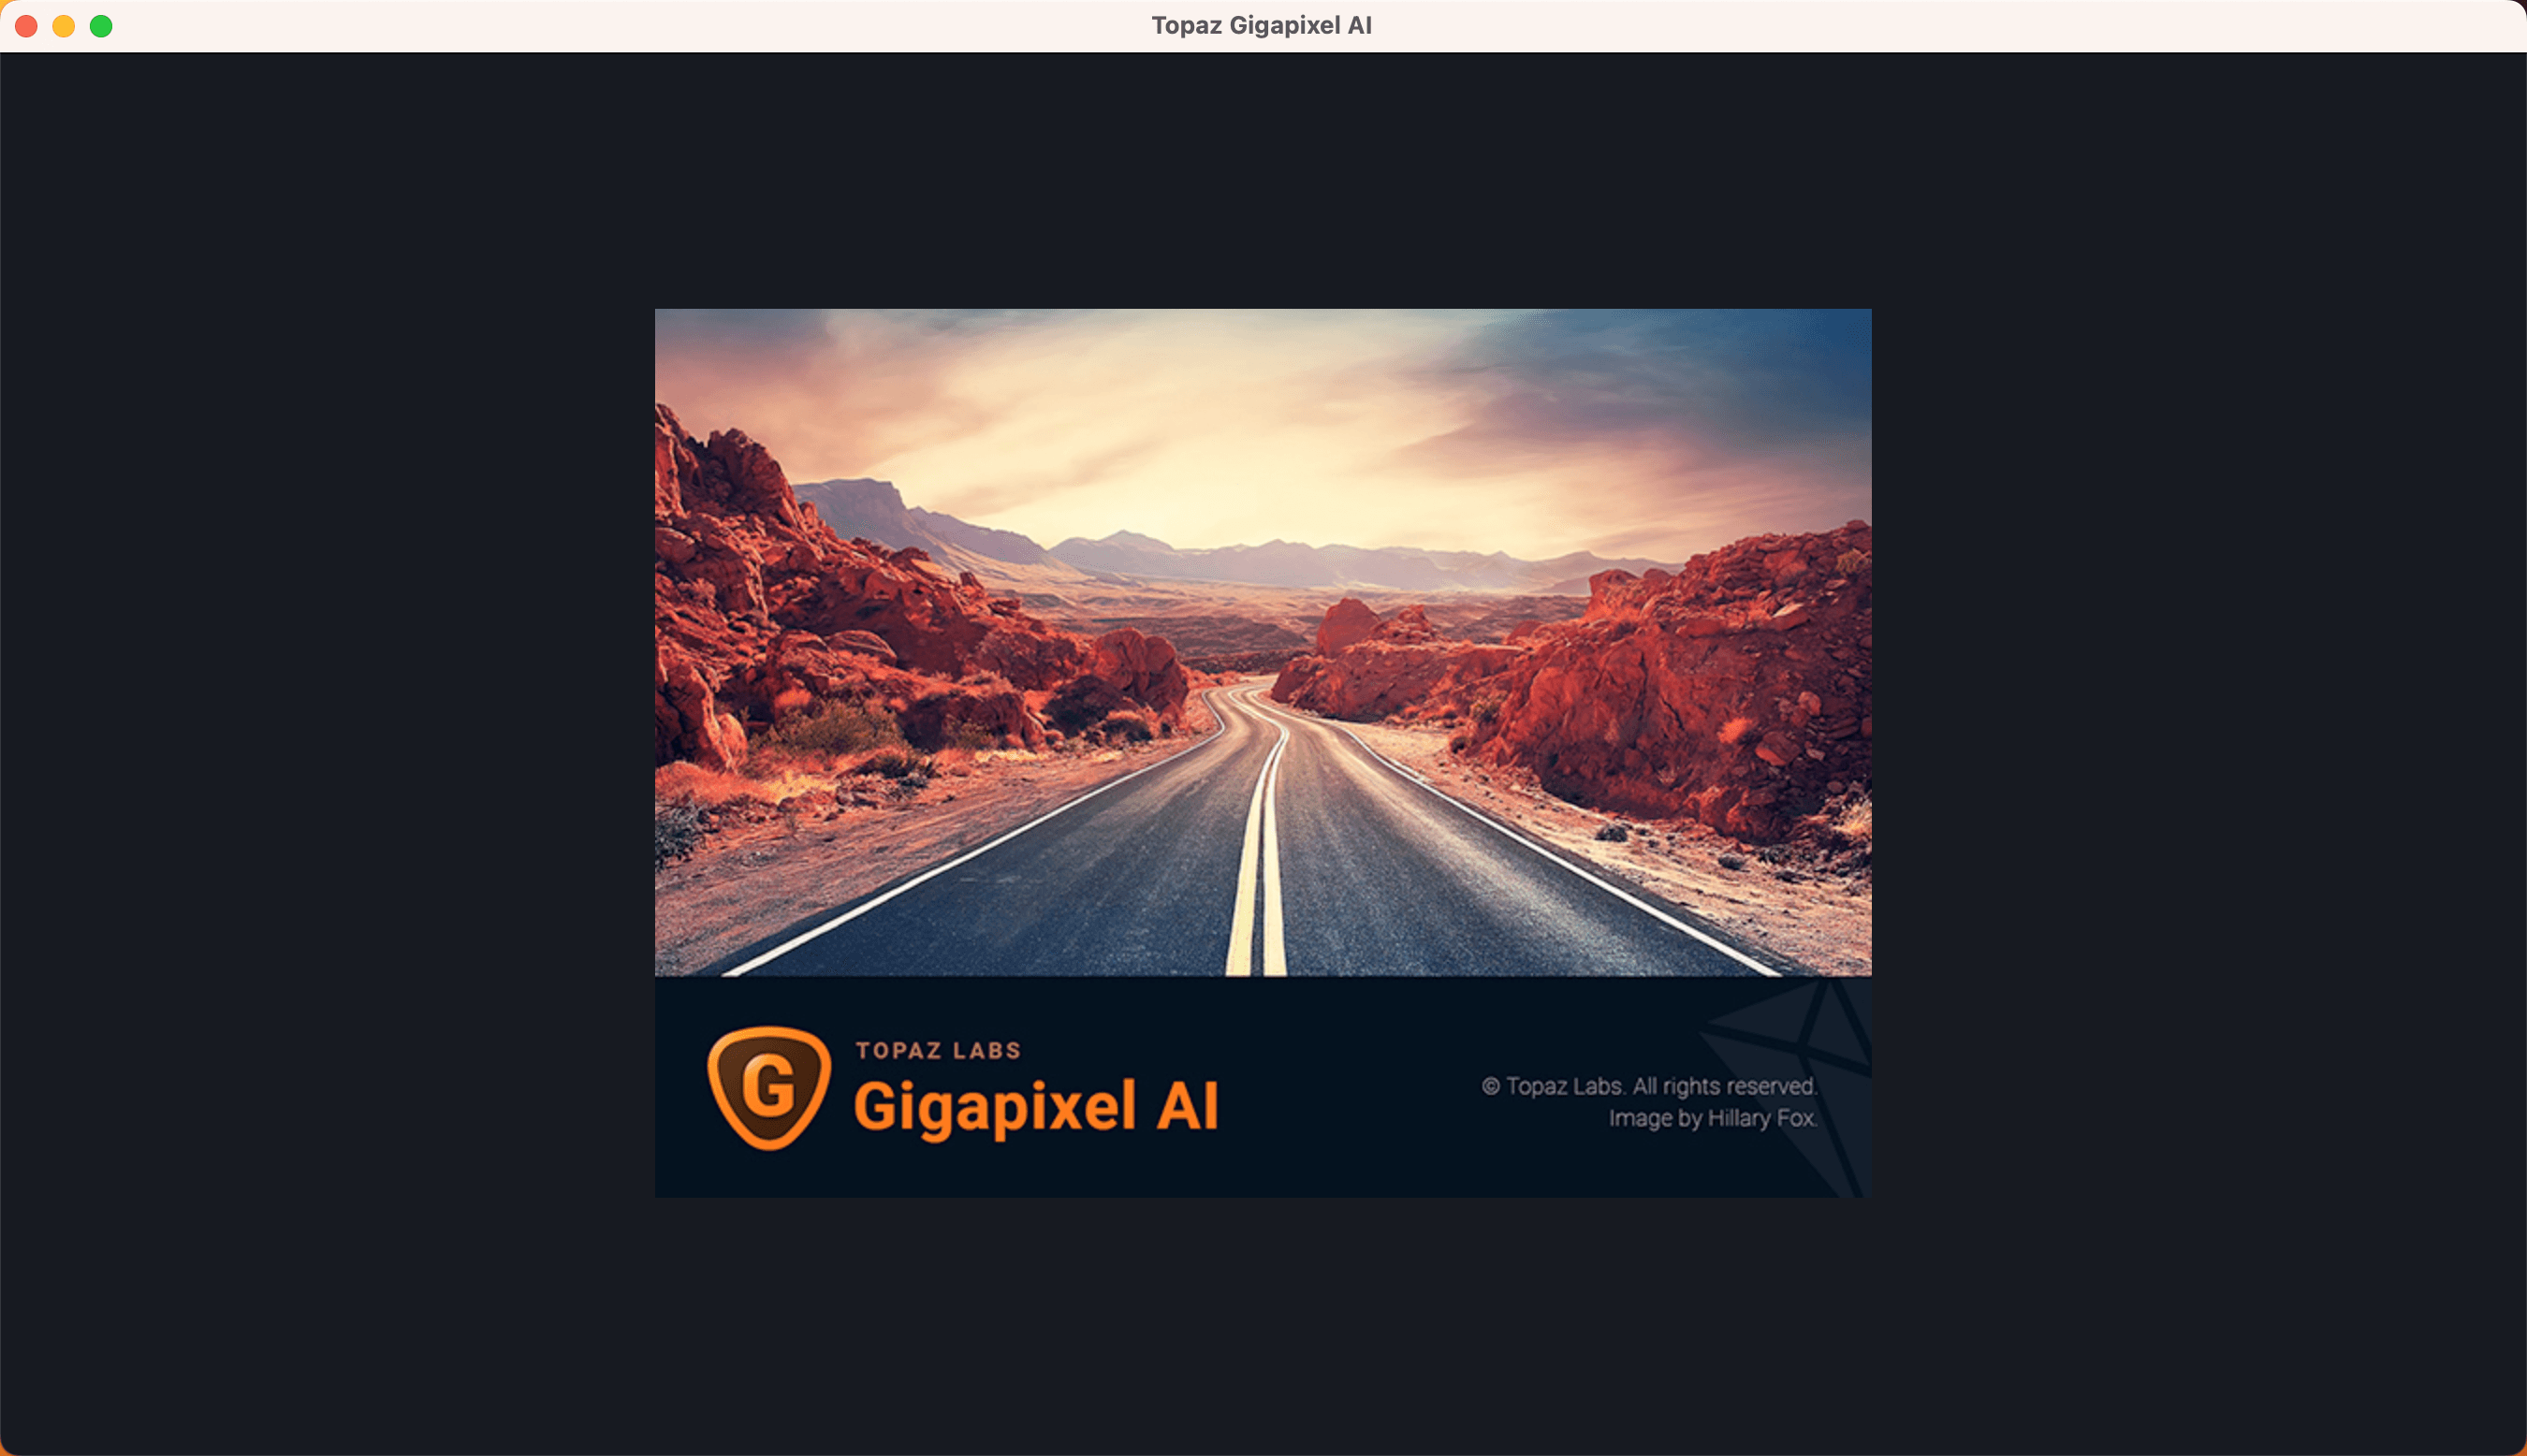 Topaz Gigapixel AI
G
TOPAZ LABS
Gigapixel AI
© Topaz Labs. All rights reserved.
Image by Hillary Fox.